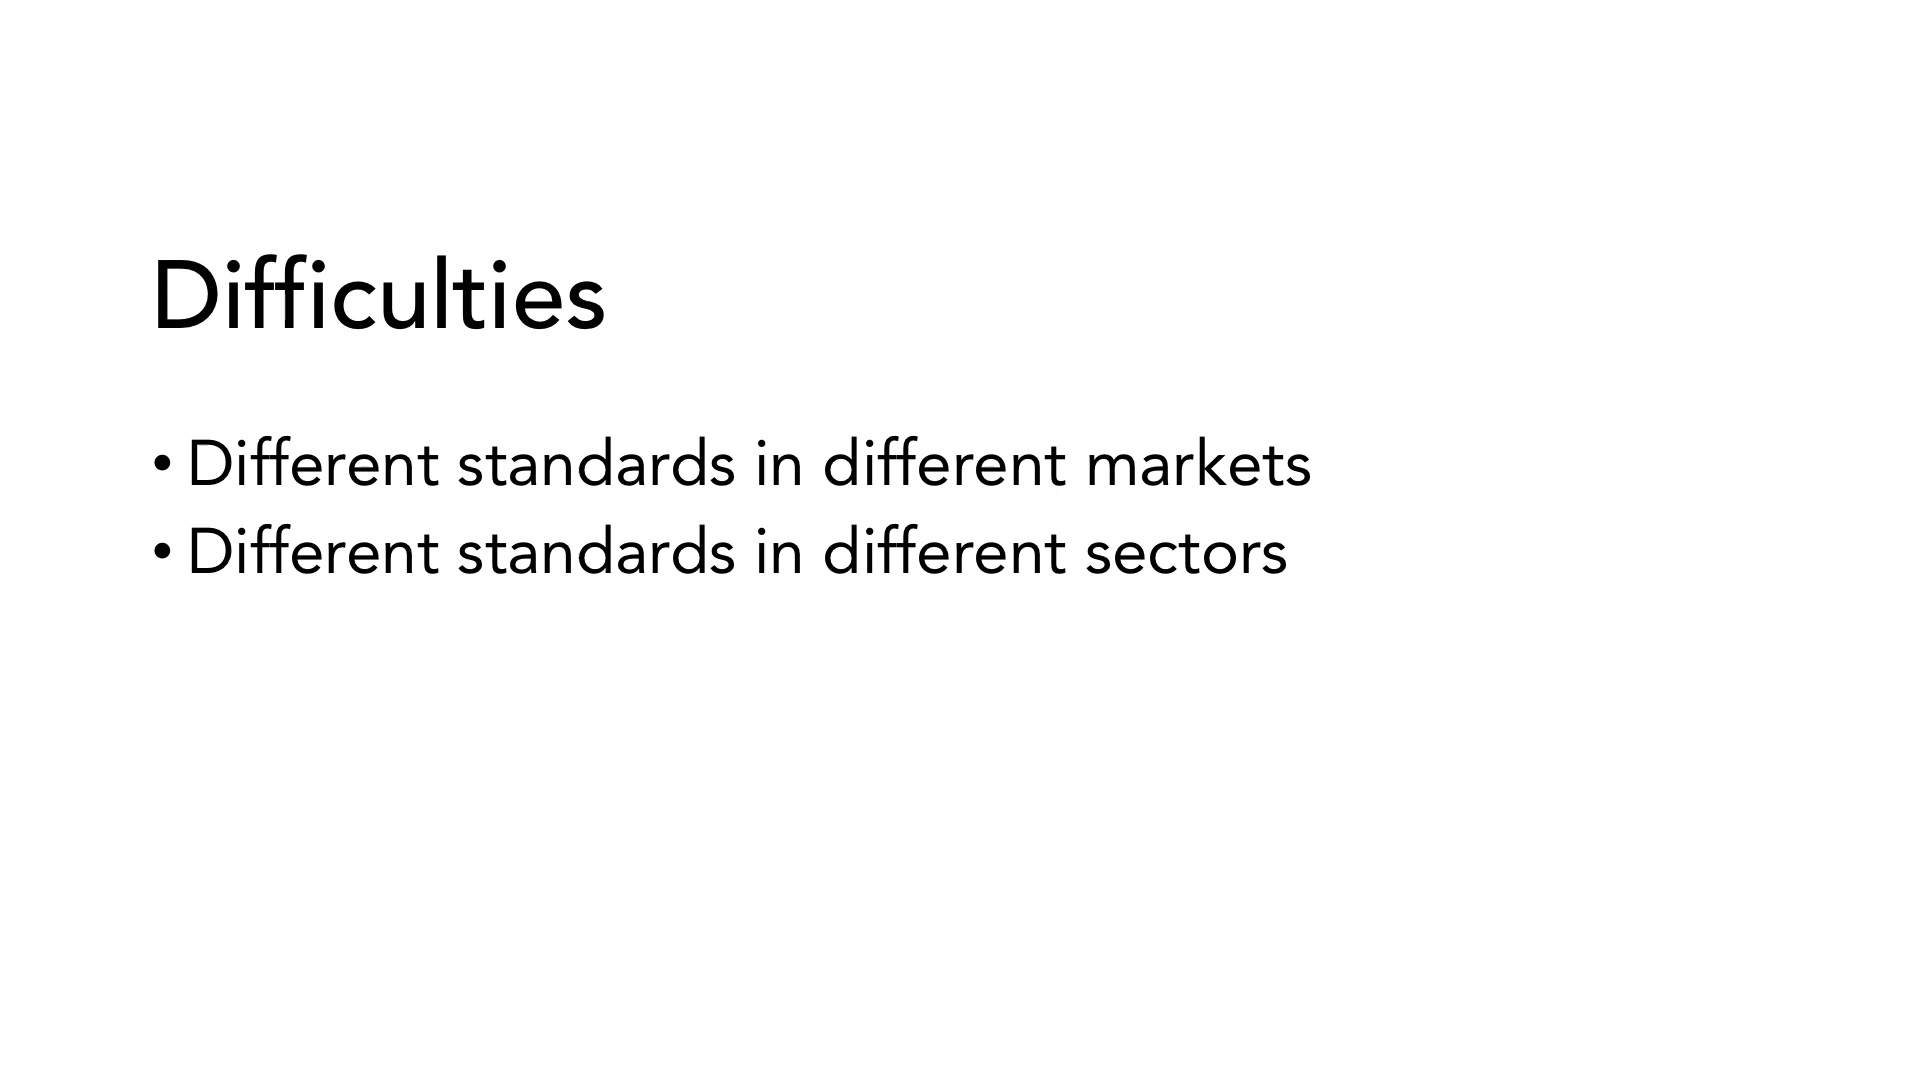 Difficulties
• Different standards in different markets
• Different standards in different sectors